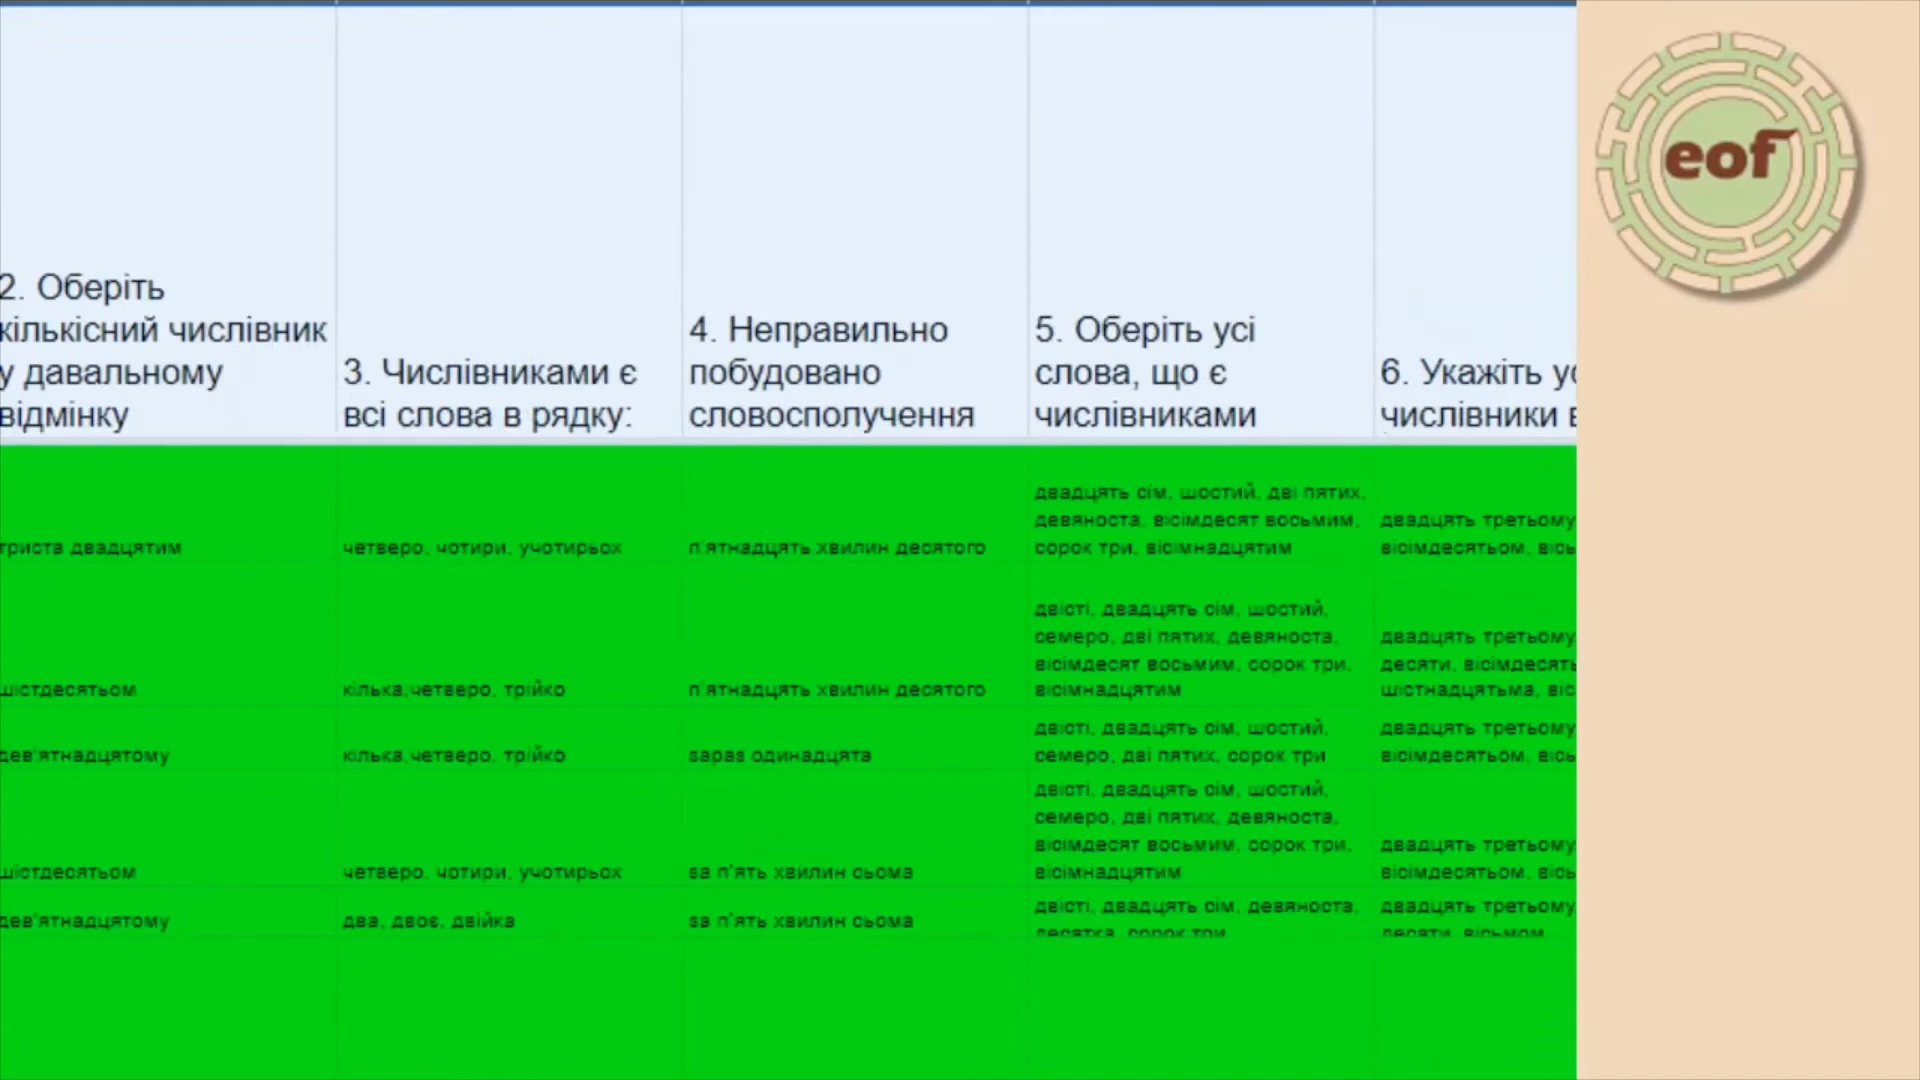 eof
2. Оберіть
кількісний числівник
у давальному
відмінку
3. Числівниками є
всі слова в рядку:
4. Неправильно
побудовано
словосполучення
5. Оберіть усі
слова, що є
числівниками
6. Укажіть
числівники
триста двадцятим
четверо, чотири, учотирьох
п'ятнадцять хвилин десятого
двадцять сім, шостий, дві пятих,
девяноста, вісімдесят восьмим,
сорок три, вісімнадцятим
двадцять третьому
вісімдесятьом,
шістдесятьом
кілька,четверо, трійко
п'ятнадцять хвилин десятого
двісті, двадцять сім, шостий,
семеро, дві пятих, девяноста,
вісімдесят восьмим, сорок три,
вісімнадцятим
двадцять третьому
десяти,
шістнадцятьма,
дев'ятнадцятому
кілька,четверо, трійко
зараз одинадцята
двісті, двадцять сім, шостий,
семеро, дві пятих, сорок три
двадцять третьому
вісімдесятьом,
шістдесятьом
четверо, чотири, учотирьох
за п'ять хвилин сьома
двісті, двадцять сім, шостий,
семеро, дві пятих, девяноста,
вісімдесят восьмим, сорок три,
вісімнадцятим
двадцять третьому
вісімдесятьом,
дев'ятнадцятому
два, двоє, двійка
за п'ять хвилин сьома
двісті, двадцять сім, девяноста,
десятка, сорок три
двадцять третьому
десяти, вісьмом